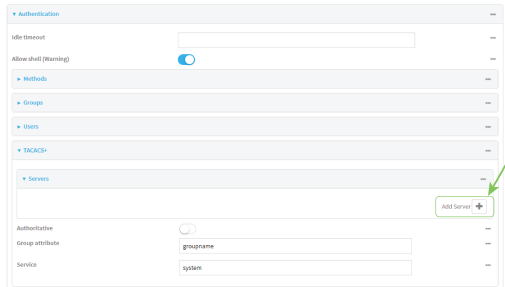 Authentication
Idle timeout
Allow shell (Warning)
Methods
Groups
Users
TACACS+
Servers
Add Server
Authoritative
Group attribute groupname
Service system